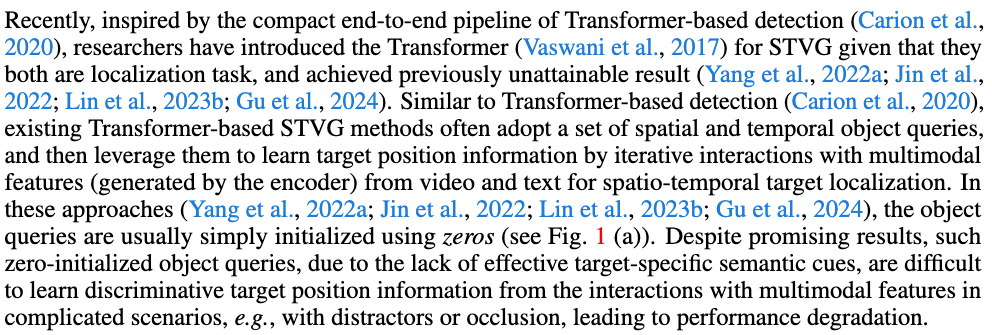 Recently, inspired by the compact end-to-end pipeline of Transformer-based detection (Carion et al.,
2020), researchers have introduced the Transformer (Vaswani et al., 2017) for STVG given that they
both are localization task, and achieved previously unattainable result (Yang et al., 2022a; Jin et al.,
2022; Lin et al., 2023b; Gu et al., 2024). Similar to Transformer-based detection (Carion et al., 2020),
existing Transformer-based STVG methods often adopt a set of spatial and temporal object queries,
and then leverage them to learn target position information by iterative interactions with multimodal
features (generated by the encoder) from video and text for spatio-temporal target localization. In
these approaches (Yang et al., 2022a; Jin et al., 2022; Lin et al., 2023b; Gu et al., 2024), the object
queries are usually simply initialized using zeros (see Fig. 1 (a)). Despite promising results, such
zero-initialized object queries, due to the lack of effective target-specific semantic cues, are difficult
to learn discriminative target position information from the interactions with multimodal features in
complicated scenarios, e.g., with distractors or occlusion, leading to performance degradation.